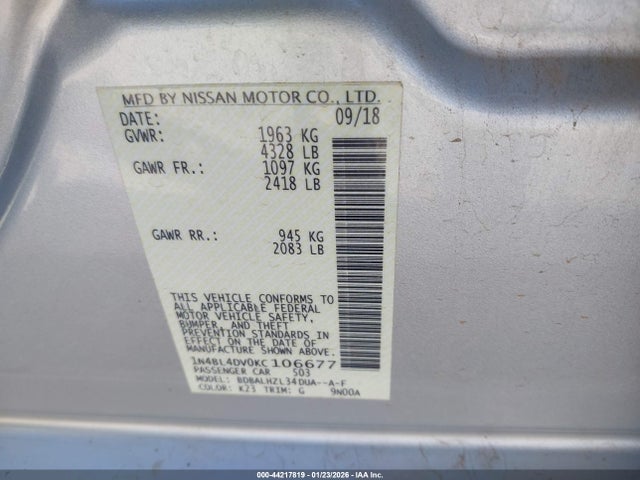 MFD BY NISSAN MOTOR CO., LTD.
DATE: 09/18
GVWR: 1963 KG
4328 LB
GAWR FR.: 1097 KG
2418 LB
GAWR RR.: 945 KG
2083 LB
THIS VEHICLE CONFORMS TO
ALL APPLICABLE FEDERAL
MOTOR VEHICLE SAFETY,
BUMPER, AND THEFT
PREVENTION STANDARDS IN
EFFECT ON THE DATE OF
MANUFACTURE SHOWN ABOVE.
1N4BL4DV0KC106677
PASSENGER CAR 503
MODEL: BDBALHZL34DUA--A-F
COLOR: K23 TRIM: G 9N00A
000-44217819 - 01/23/2026 - IAA Inc.